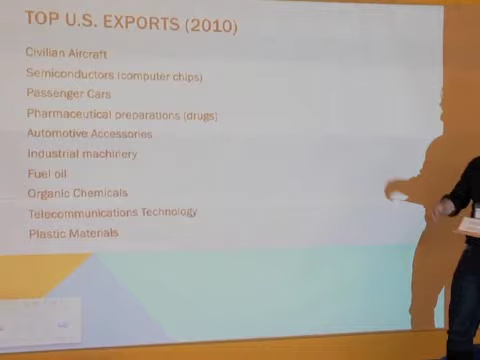 TOP U.S. EXPORTS (2010)
Civilian Aircraft
Semiconductors (computer chips)
Passenger Cars
Pharmaceutical preparations (drugs)
Automotive Accessories
Industrial machinery
Fuel oil
Organic Chemicals
Telecommunications Technology
Plastic Materials